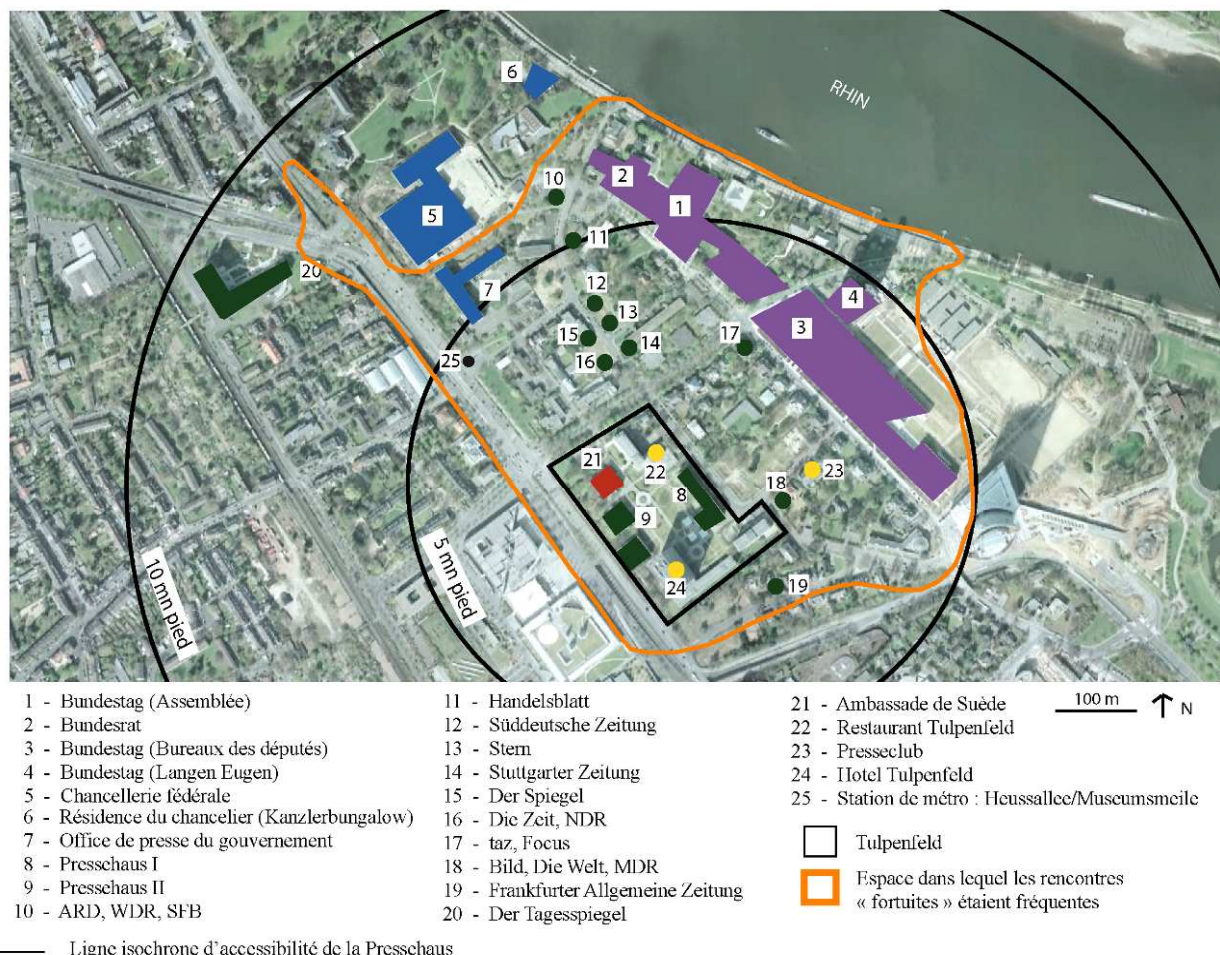 RHIN
6
2
10
1
5
11
20
7
12
4
13
3
15
14
17
25
16
21
22
23
18
8
9
24
19
10 mn pied
5 mn pied
1 - Bundestag (Assemblée)
2 - Bundesrat
3 - Bundestag (Bureaux des députés)
4 - Bundestag (Langen Eugen)
5 - Chancellerie fédérale
6 - Résidence du chancelier (Kanzlerbungalow)
7 - Office de presse du gouvernement
8 - Pressehaus I
9 - Pressehaus II
10 - ARD, WDR, SFB
11 - Handelsblatt
12 - Süddeutsche Zeitung
13 - Stern
14 - Stuttgarter Zeitung
15 - Der Spiegel
16 - Die Zeit, NDR
17 - taz, Focus
18 - Bild, Die Welt, MDR
19 - Frankfurter Allgemeine Zeitung
20 - Der Tagesspiegel
21 - Ambassade de Suède
22 - Restaurant Tulpenfeld
23 - Presseclub
24 - Hotel Tulpenfeld
25 - Station de métro : Heussallee/Museumsmeile
100 m
N
Tulpenfeld
Espace dans lequel les rencontres
« fortuites » étaient fréquentes
Ligne isochrone d'accessibilité de la Pressehaus